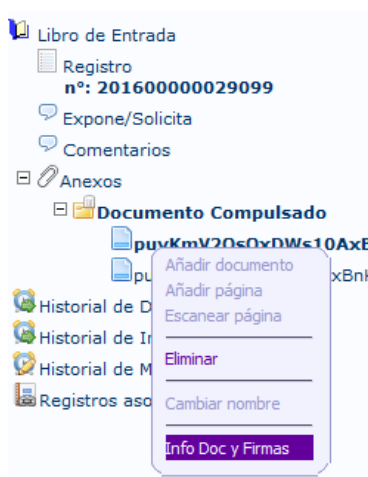 Libro de Entrada
Registro
nº: 201600000029099
Expone/Solicita
Comentarios
Anexos
Documento Compulsado
Añadir documento
Añadir página
Escanear página
Historial de D
Historial de
Eliminar
Historial de M
Cambiar nombre
Registros aso
Info Doc y Firmas